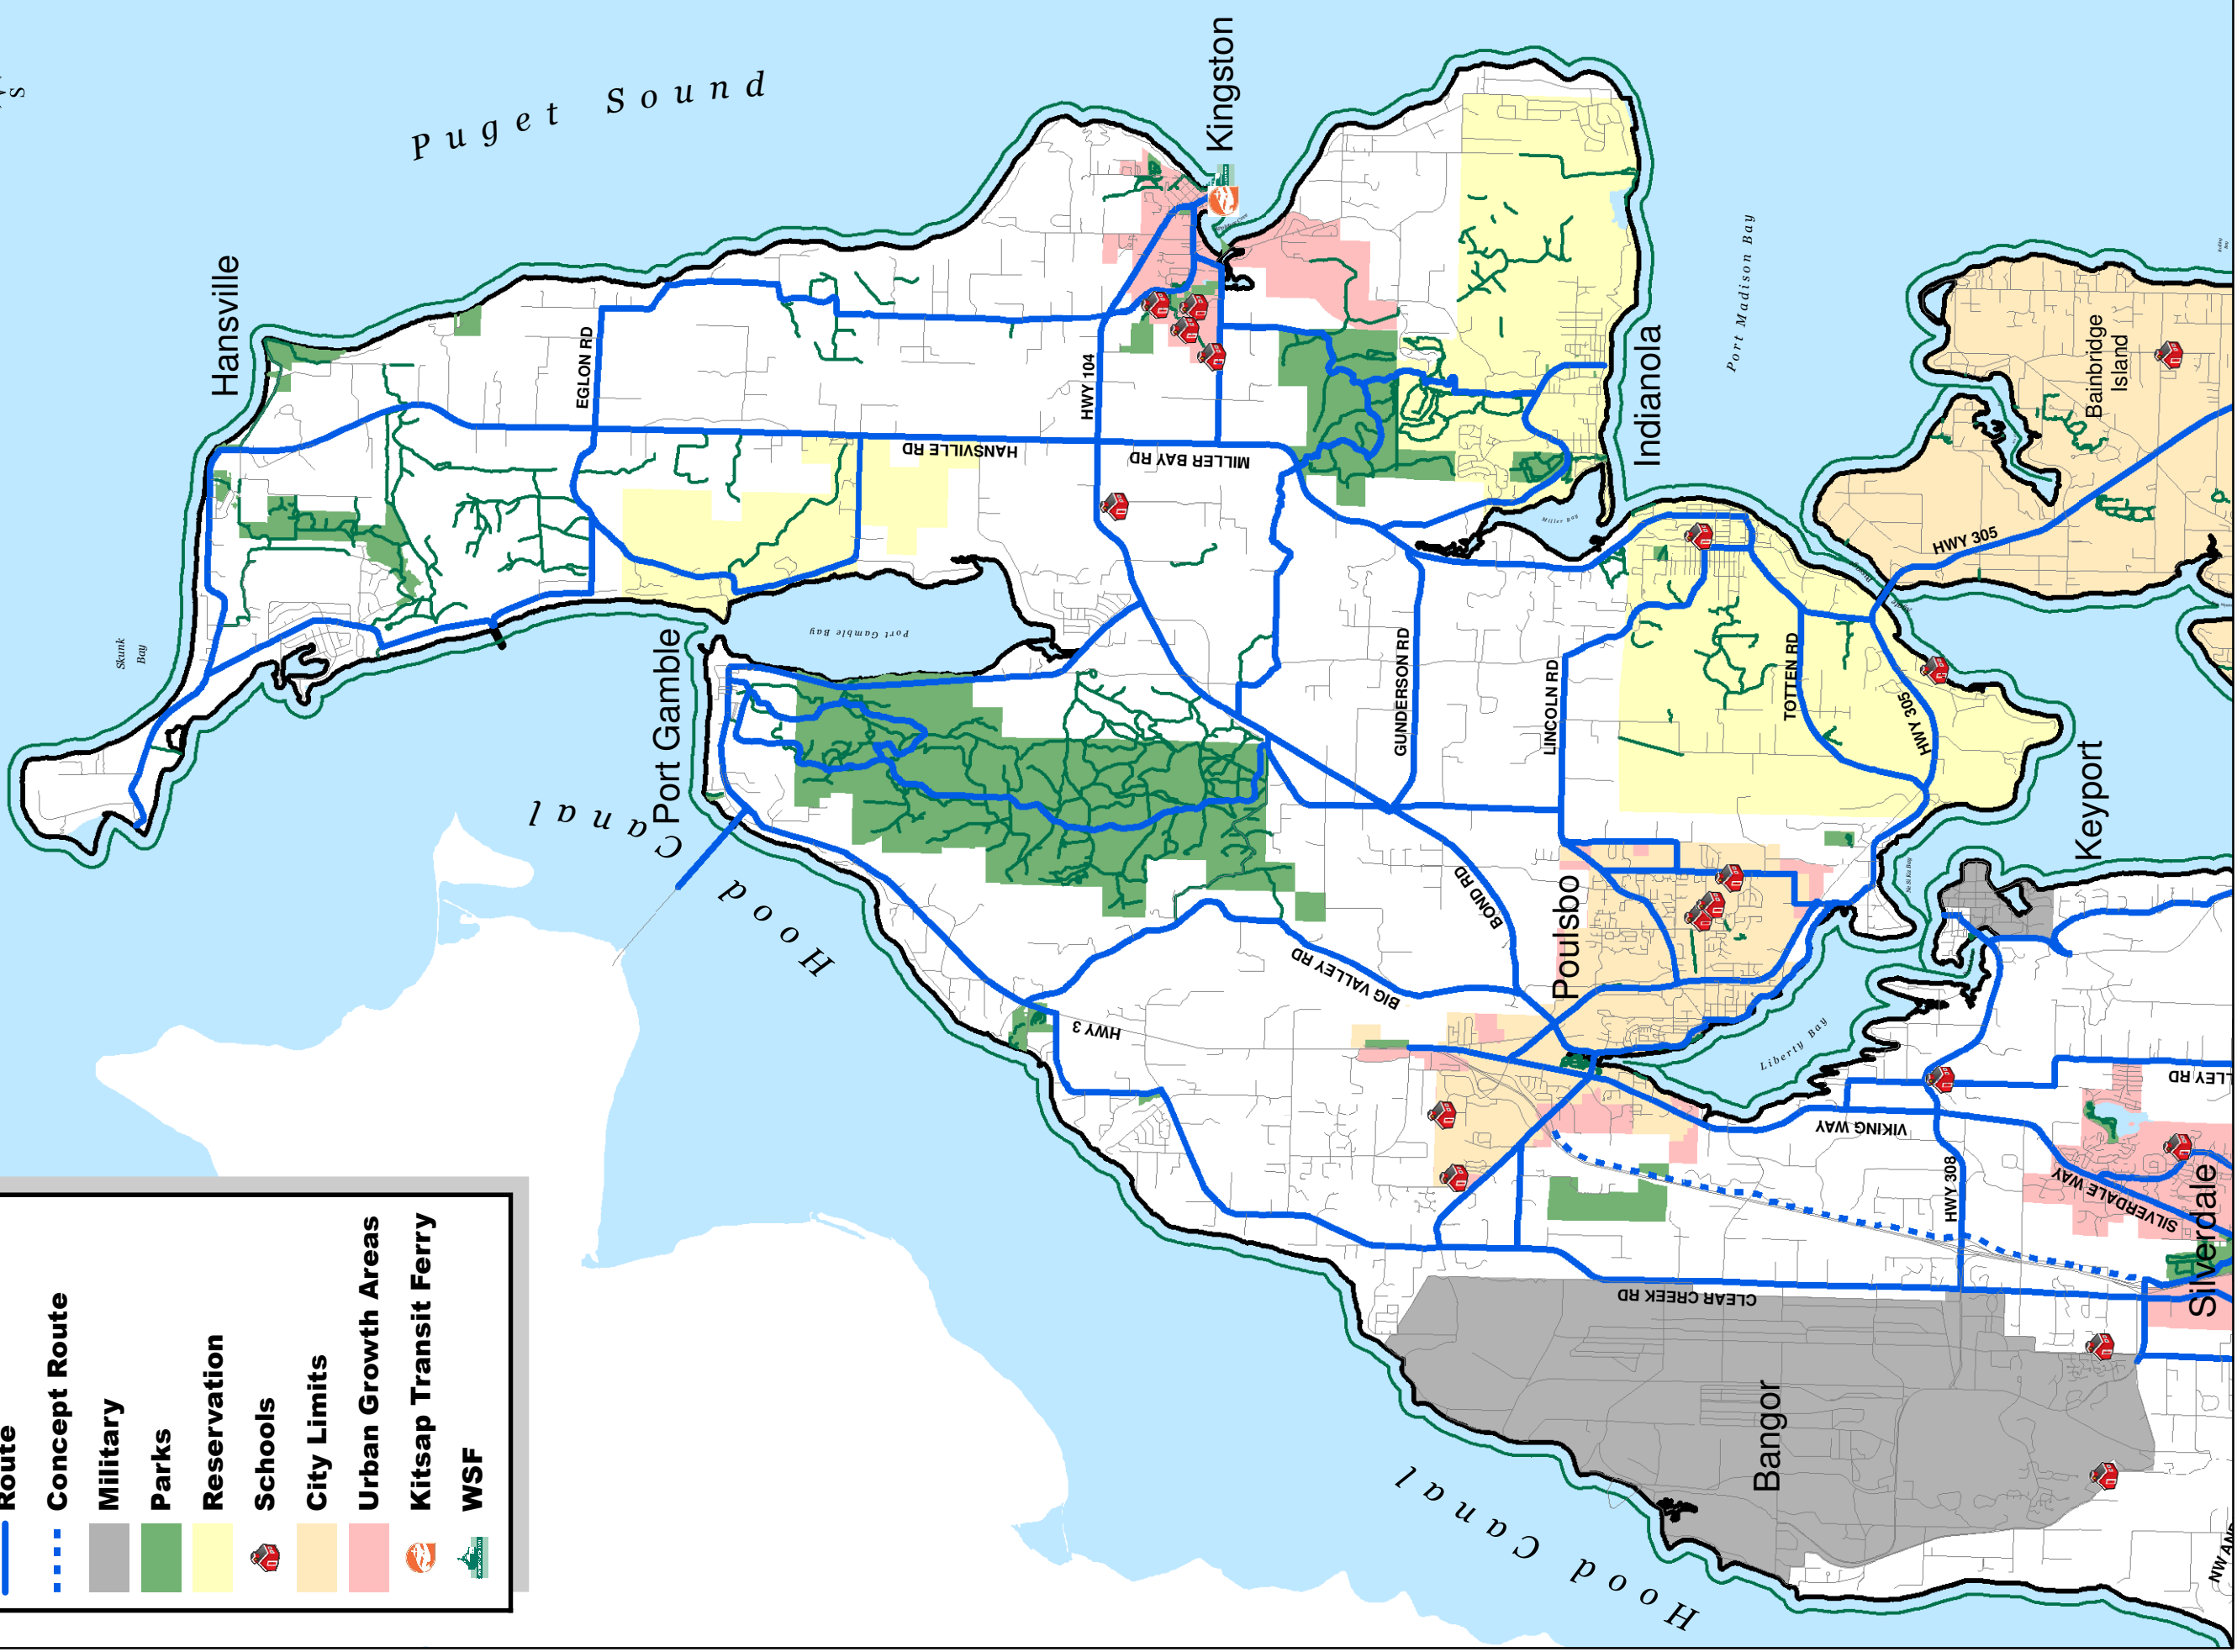 Route
Concept Route
Military
Parks
Reservation
Schools
City Limits
Urban Growth Areas
Kitsap Transit Ferry
WSF
S
Puget Sound
Hansville
Kingston
Skunk
Bay
EGLON RD
HANSVILLE RD
HWY 104
MILLER BAY RD
Port Gamble
Port Gamble Bay
Hood Canal
Indianola
Port Madison Bay
Miller Bay
Bainbridge
Island
HWY 305
GUNDERSON RD
LINCOLN RD
TOTTEN RD
HWY 305
Keyport
BOND RD
BIG VALLEY RD
Poulsbo
HWY 3
Liberty Bay
VIKING WAY
HWY 308
SILVERDALE WAY
LLEY RD
Silverdale
CLEAR CREEK RD
Bangor
Hood Canal